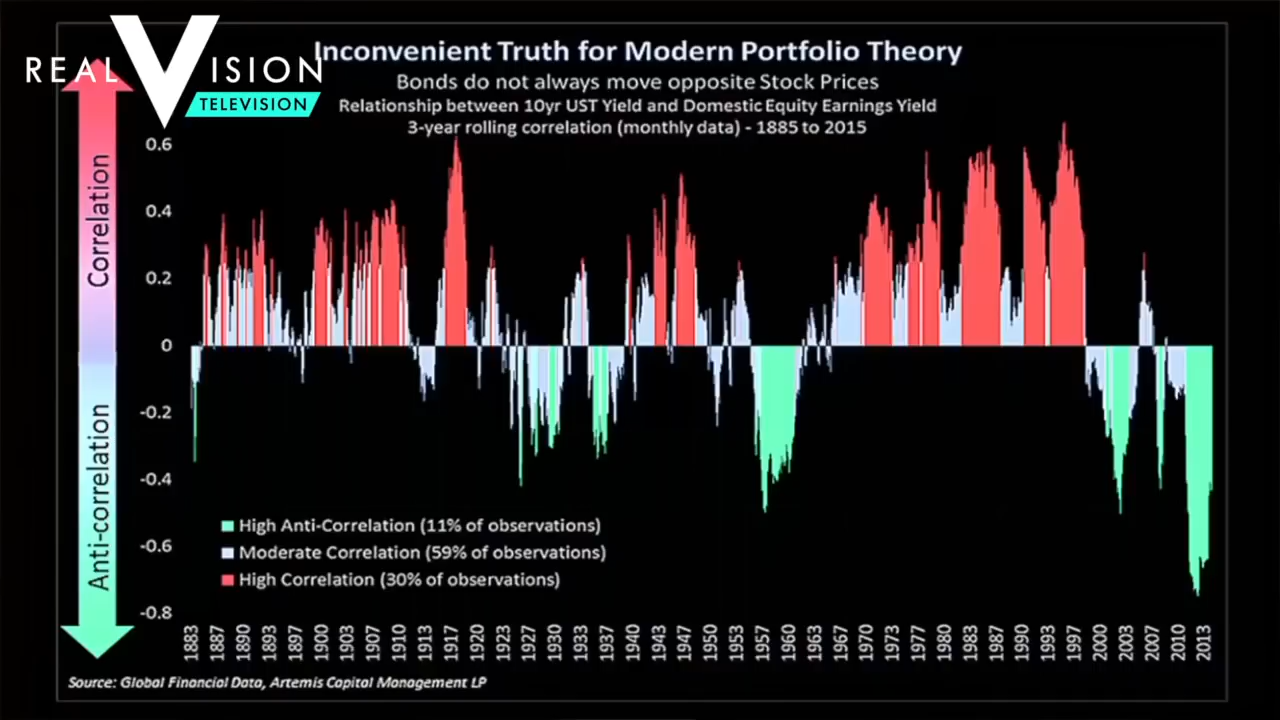 REAL VISION
TELEVISION
Inconvenient Truth for Modern Portfolio Theory
Bonds do not always move opposite Stock Prices
Relationship between 10yr UST Yield and Domestic Equity Earnings Yield
3-year rolling correlation (monthly data) - 1885 to 2015
Correlation
Anti-correlation
0.6
0.4
0.2
0
-0.2
-0.4
-0.6
-0.8
High Anti-Correlation (11% of observations)
Moderate Correlation (59% of observations)
High Correlation (30% of observations)
1883 1887 1890 1893 1897 1900 1903 1907 1910 1913 1917 1920 1923 1927 1930 1933 1937 1940 1943 1947 1950 1953 1957 1960 1963 1967 1970 1973 1977 1980 1983 1987 1990 1993 1997 2000 2003 2007 2010 2013
Source: Global Financial Data, Artemis Capital Management LP